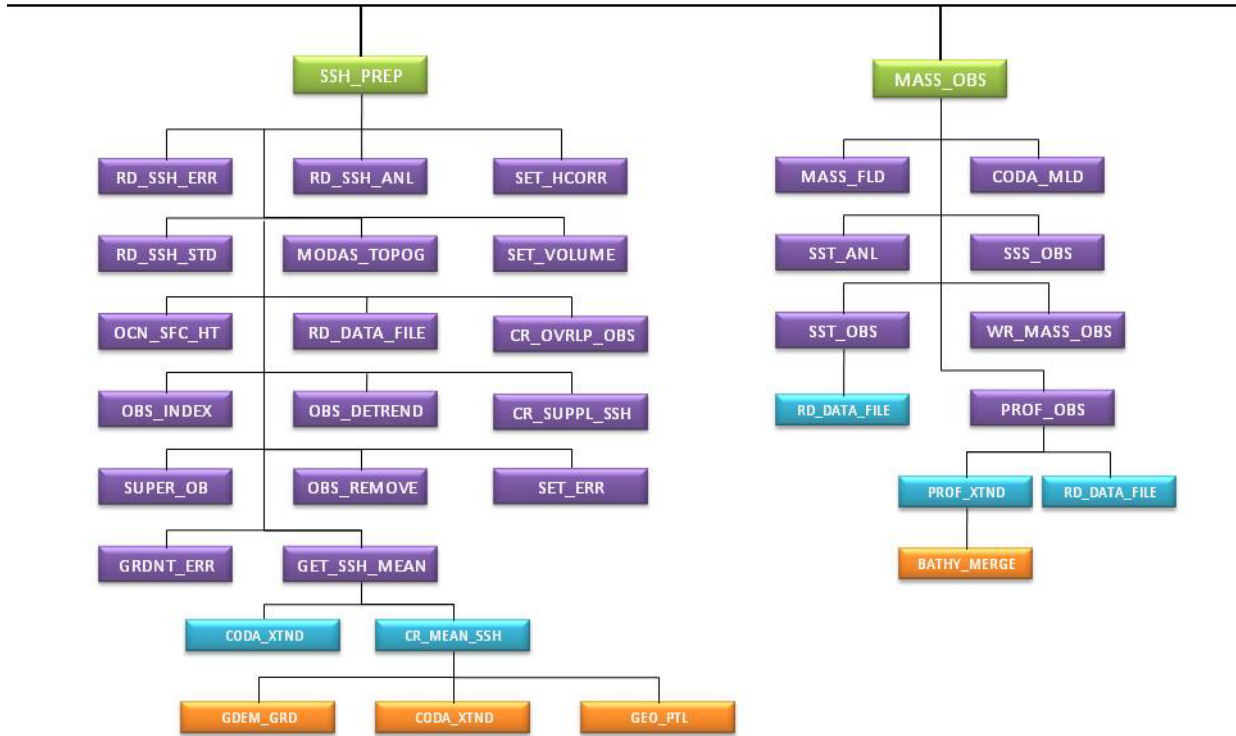 SSH_PREP
RD_SSH_ERR
RD_SSH_ANL
SET_HCORR
RD_SSH_STD
MODAS_TOPOG
SET_VOLUME
OCN_SFC_HT
RD_DATA_FILE
CR_OVRLP_OBS
OBS_INDEX
OBS_DETREND
CR_SUPPL_SSH
SUPER_OB
OBS_REMOVE
SET_ERR
GRDNT_ERR
GET_SSH_MEAN
CODA_XTND
CR_MEAN_SSH
GDEM_GRD
CODA_XTND
GEO_PTL
MASS_OBS
MASS_FLD
CODA_MLD
SST_ANL
SSS_OBS
SST_OBS
WR_MASS_OBS
RD_DATA_FILE
PROF_OBS
PROF_XTND
RD_DATA_FILE
BATHY_MERGE